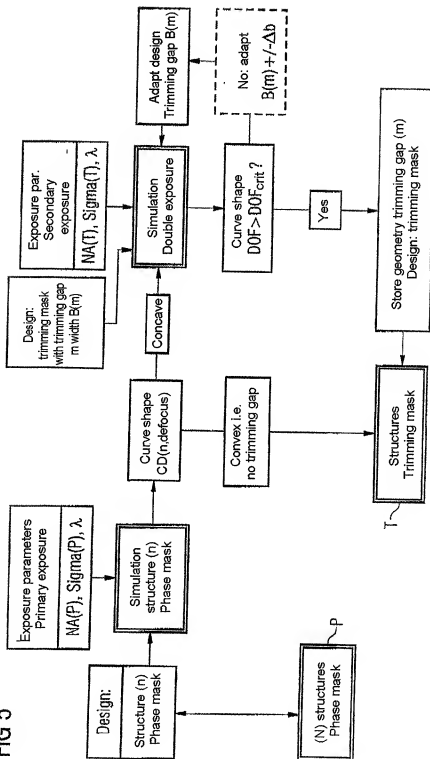 FIG 5
Design:
Structure (n)
Phase mask
(N) structures
Phase mask
P
Exposure parameters
Primary exposure
NA(P), Sigma(P), λ
Simulation
structure (n)
Phase mask
Curve shape
CD(n,defocus)
Convex i.e.
no trimming gap
Concave
Design:
trimming mask
with trimming gap
m width B(m)
Exposure par.
Secondary
exposure
NA(T), Sigma(T), λ
Simulation
Double exposure
Adapt design
Trimming gap B(m)
No: adapt
B(m)+/-Δb
Curve shape
DOF>DOFcrit ?
Yes
Store geometry trimming gap (m)
Design: trimming mask
Structures
Trimming mask
T